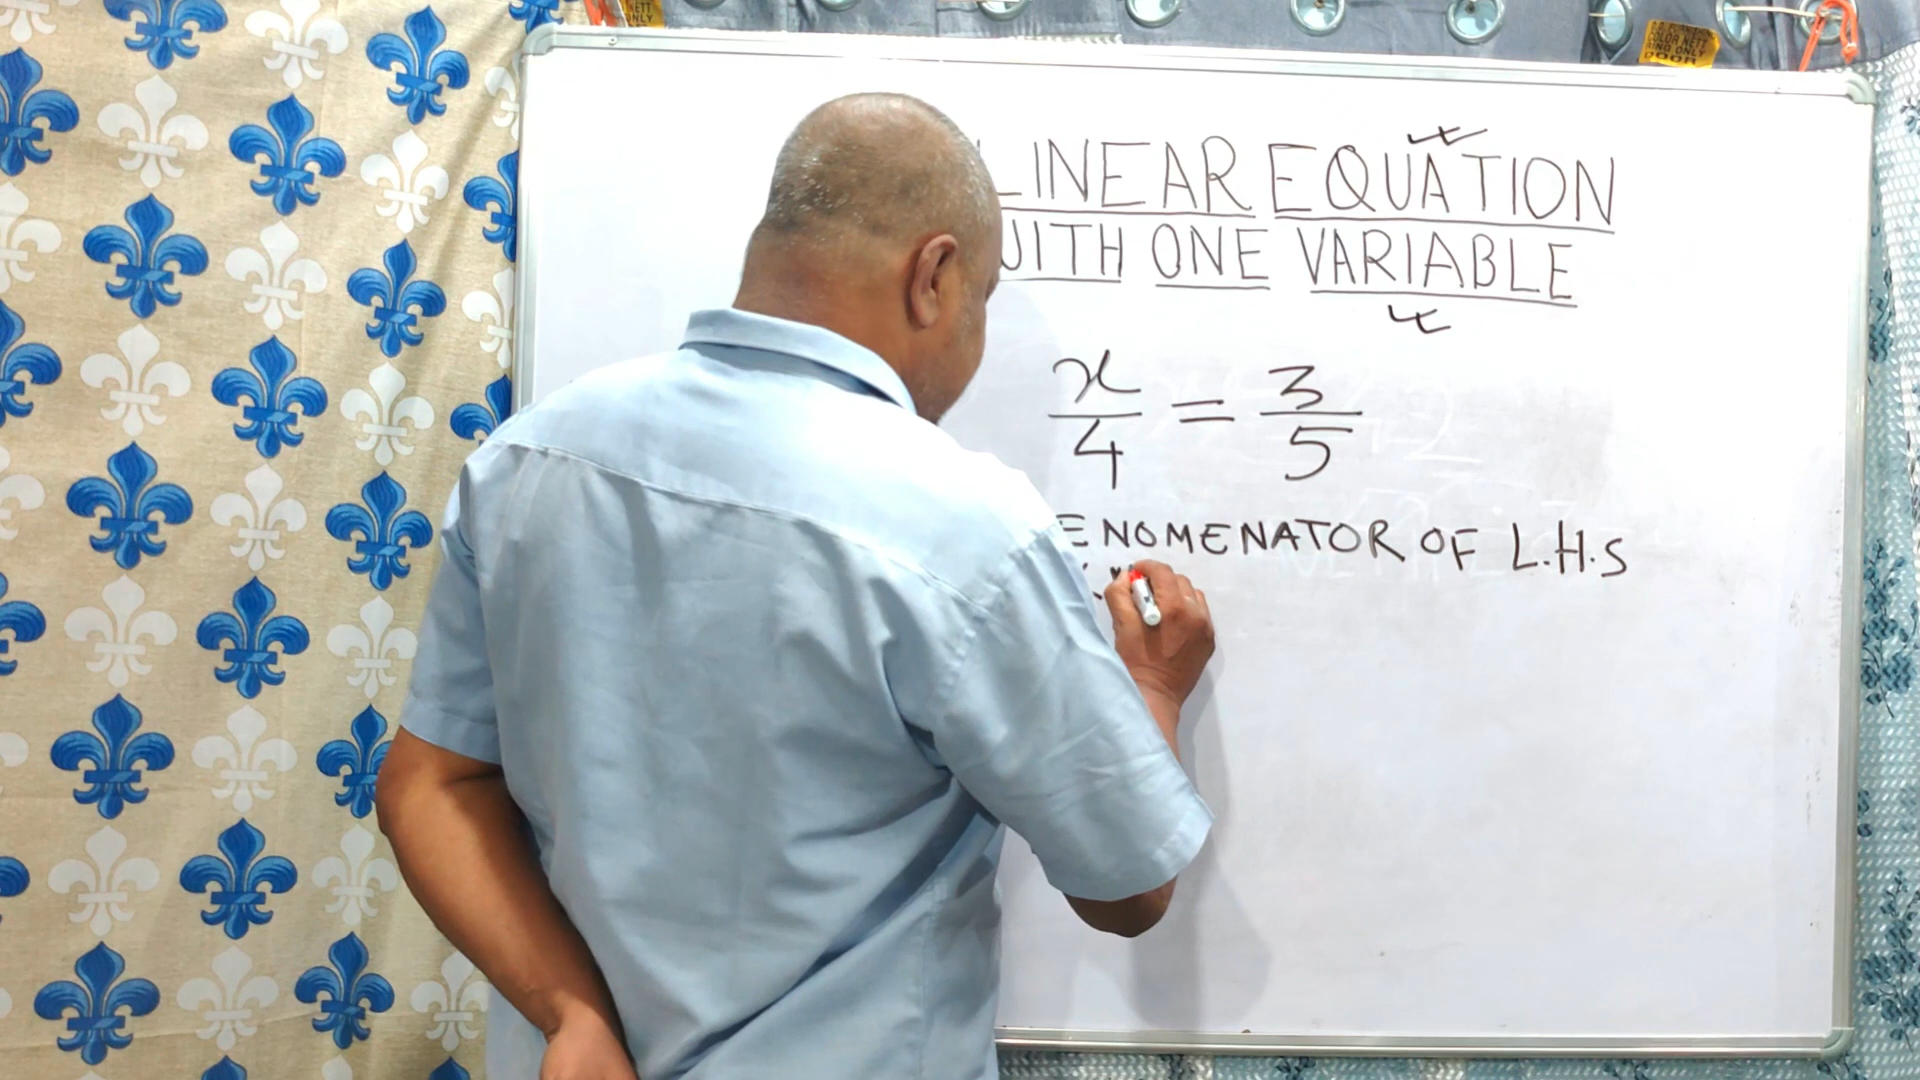 LINEAR EQUATION
WITH ONE VARIABLE
x/4 = 3/5
ENOMENATOR OF L.H.S